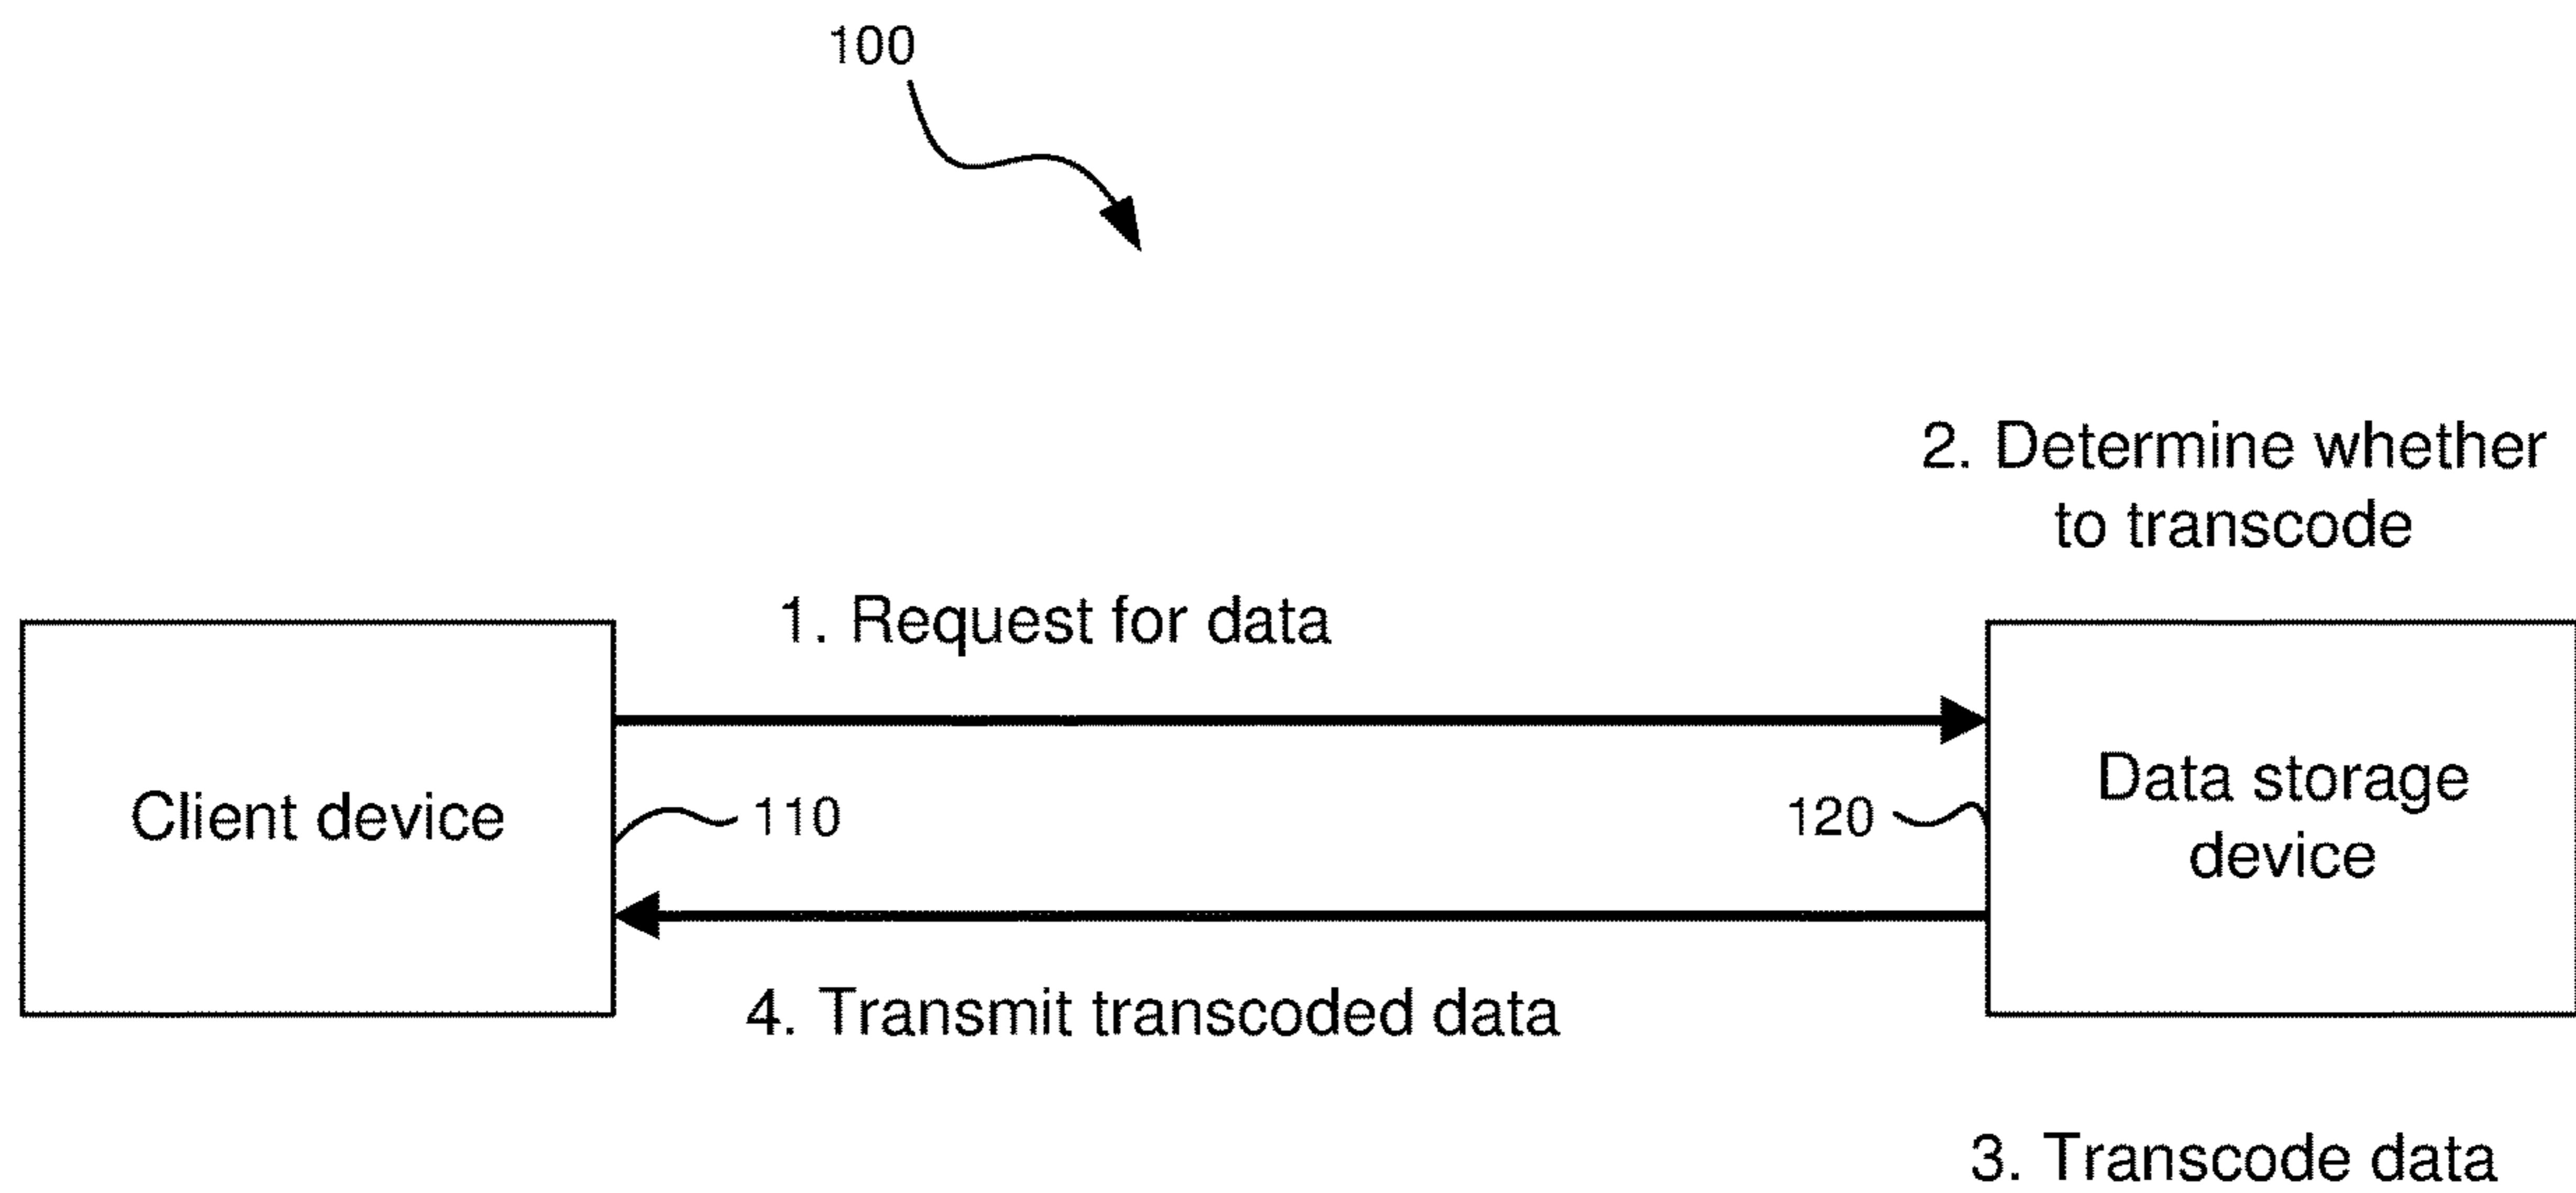 100
2. Determine whether
to transcode
1. Request for data
Client device
110
120
Data storage
device
4. Transmit transcoded data
3. Transcode data